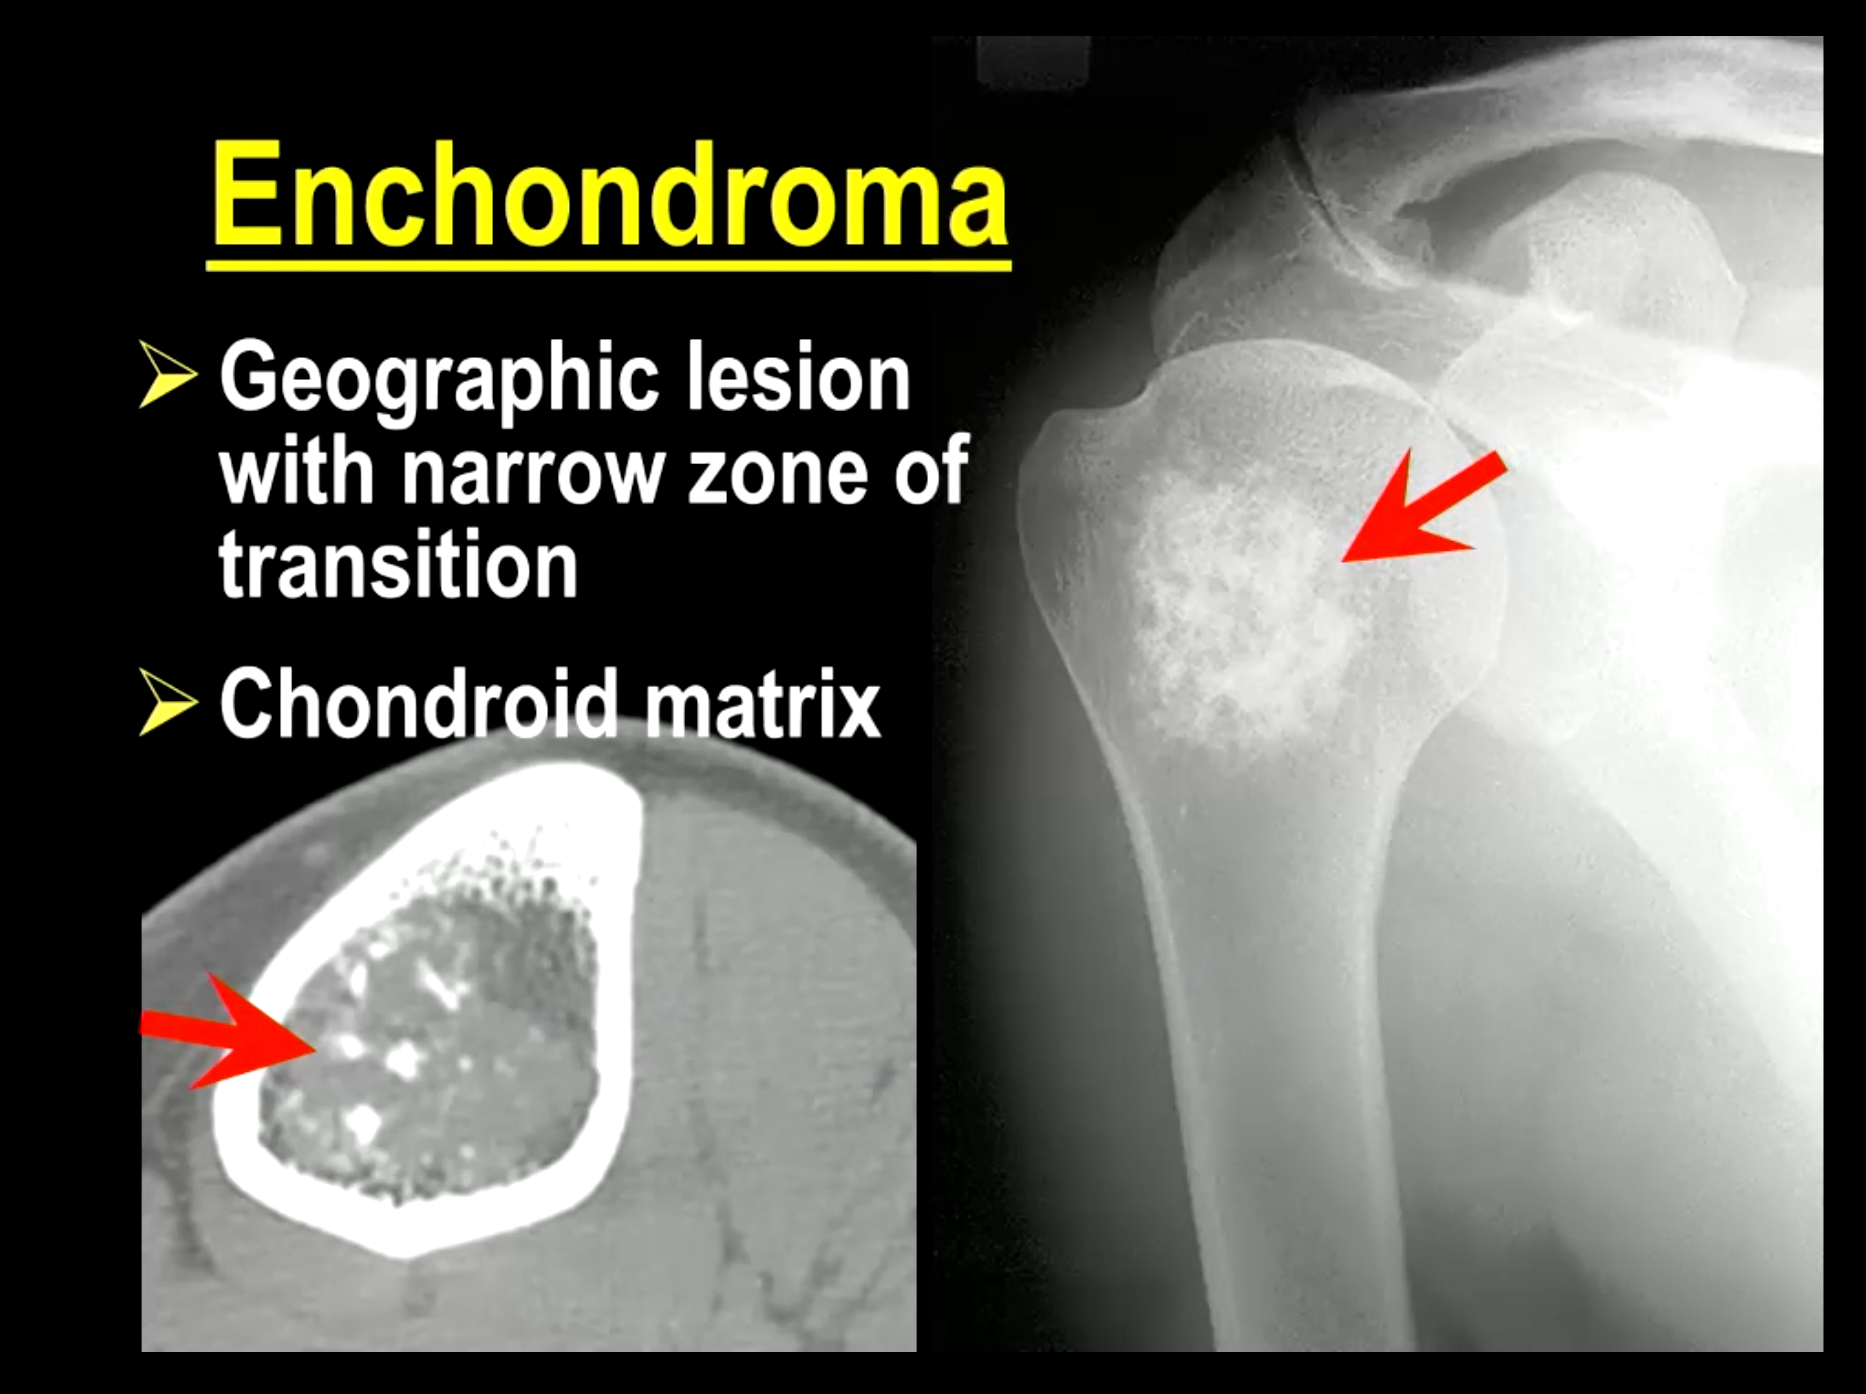 Enchondroma
Geographic lesion
with narrow zone of
transition
Chondroid matrix